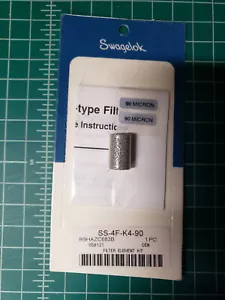 Swagelok
-type Filt
e Instruction
90 MICRON
90 MICRON
SS-4F-K4-90
1 PC
FILTER ELEMENT KIT